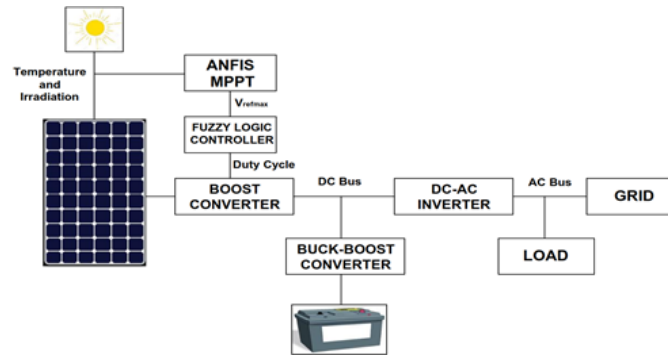 Temperature
and
Irradiation
ANFIS
MPPT
Vrefmax
FUZZY LOGIC
CONTROLLER
Duty Cycle
BOOST
CONVERTER
DC Bus
DC-AC
INVERTER
AC Bus
GRID
BUCK-BOOST
CONVERTER
LOAD